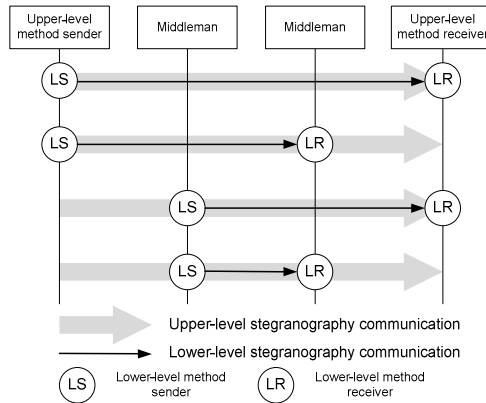 Upper-level
method sender
Middleman
Middleman
Upper-level
method receiver
LS
LR
LS
LR
LS
LR
LS
LR
Upper-level stegranography communication
Lower-level stegranography communication
LS
Lower-level method
sender
LR
Lower-level method
receiver